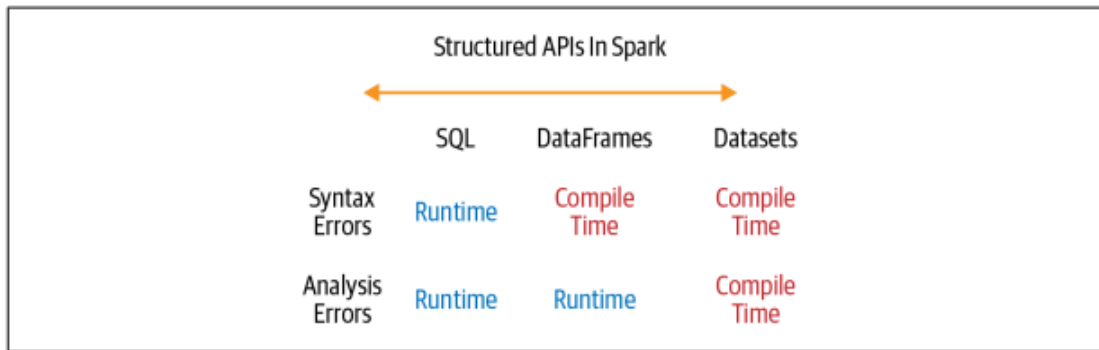 Structured APIs In Spark
SQL DataFrames Datasets
Syntax Errors Runtime Compile Time Compile Time
Analysis Errors Runtime Runtime Compile Time